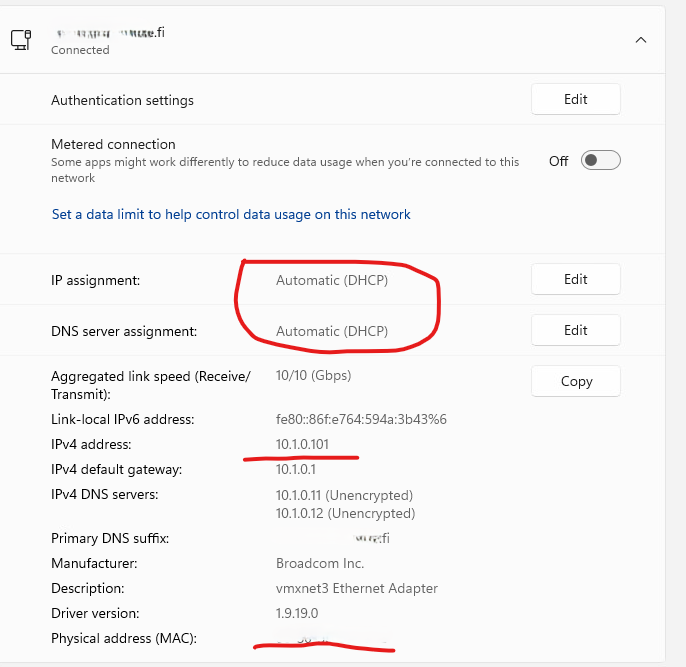 .fi
Connected
Authentication settings
Edit
Metered connection
Some apps might work differently to reduce data usage when you're connected to this
network
Off
Set a data limit to help control data usage on this network
IP assignment:
Automatic (DHCP)
Edit
DNS server assignment:
Automatic (DHCP)
Edit
Aggregated link speed (Receive/
Transmit):
10/10 (Gbps)
Copy
Link-local IPv6 address:
fe80::86f:e764:594a:3b43%6
IPv4 address:
10.1.0.101
IPv4 default gateway:
10.1.0.1
IPv4 DNS servers:
10.1.0.11 (Unencrypted)
10.1.0.12 (Unencrypted)
Primary DNS suffix:
.fi
Manufacturer:
Broadcom Inc.
Description:
vmxnet3 Ethernet Adapter
Driver version:
1.9.19.0
Physical address (MAC):